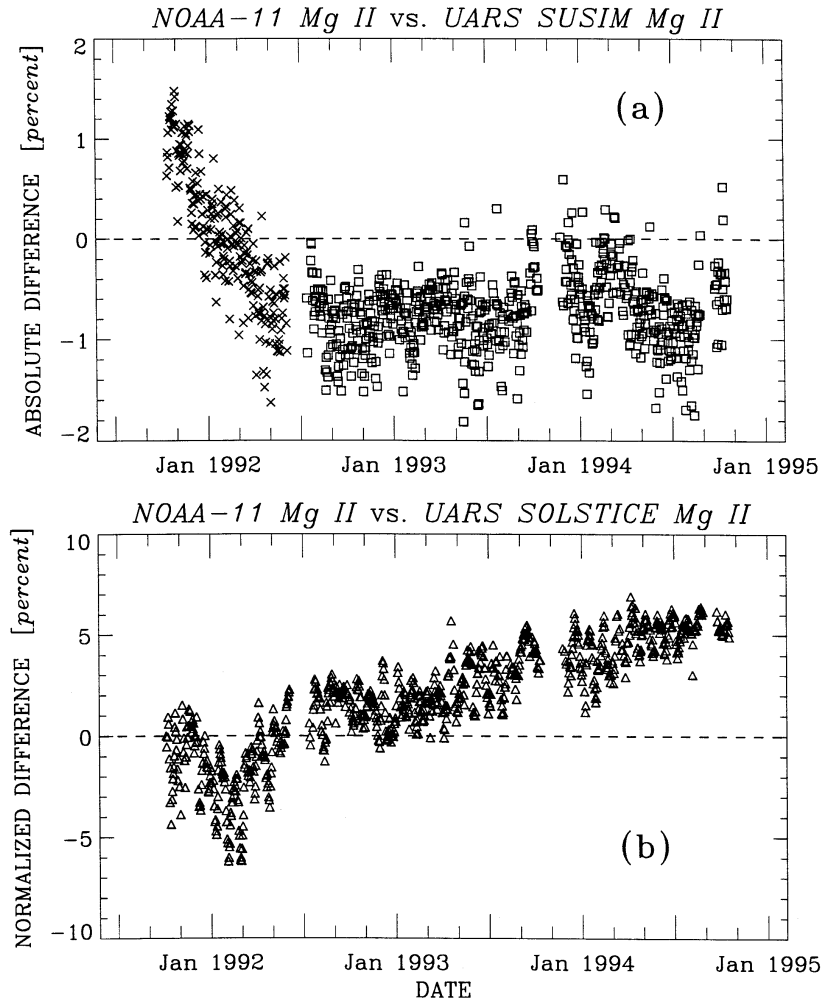 NOAA-11 Mg II vs. UARS SUSIM Mg II
ABSOLUTE DIFFERENCE [percent]
2
1
0
-1
-2
(a)
Jan 1992
Jan 1993
Jan 1994
Jan 1995
NOAA-11 Mg II vs. UARS SOLSTICE Mg II
NORMALIZED DIFFERENCE [percent]
10
5
0
-5
-10
(b)
Jan 1992
Jan 1993
Jan 1994
Jan 1995
DATE